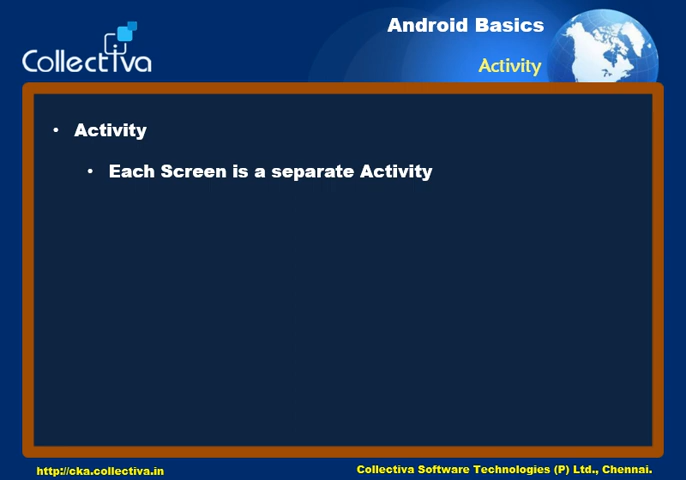 Collectiva
Android Basics
Activity
• Activity
• Each Screen is a separate Activity
http://cka.collectiva.in
Collectiva Software Technologies (P) Ltd., Chennai.